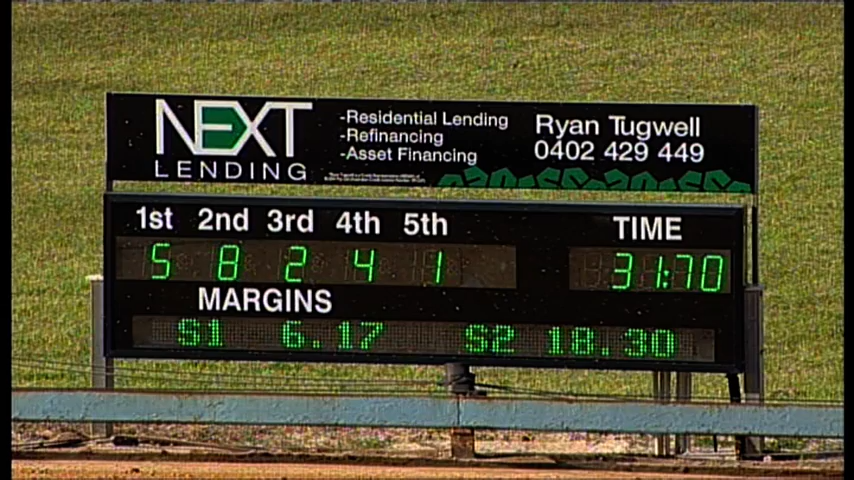 NEXT
LENDING
-Residential Lending
-Refinancing
-Asset Financing
Ryan Tugwell
0402 429 449
1st 2nd 3rd 4th 5th TIME
5 8 2 4 1 31:70
MARGINS
S1 6.17 S2 18.30